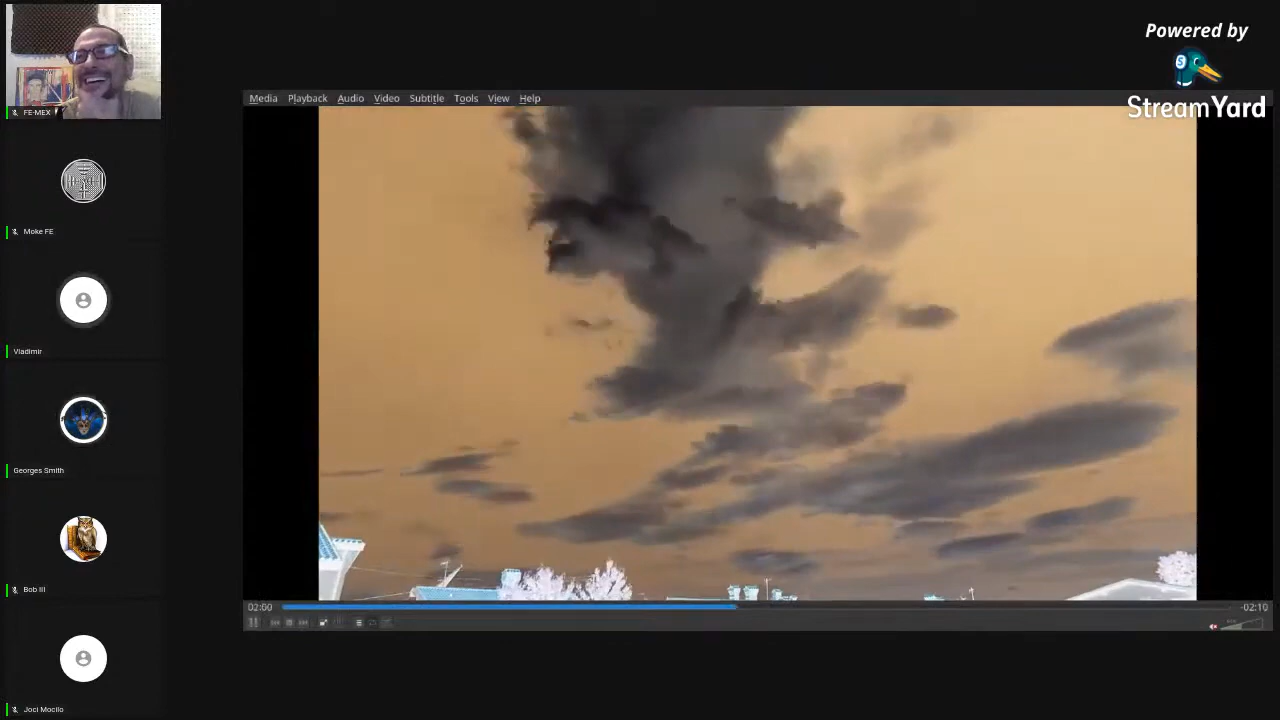 Powered by
StreamYard
Media Playback Audio Video Subtitle Tools View Help
FE-MEX
Moke FE
Vladimir
Georges Smith
Bob III
Joci Mocilo
02:00
-02:10